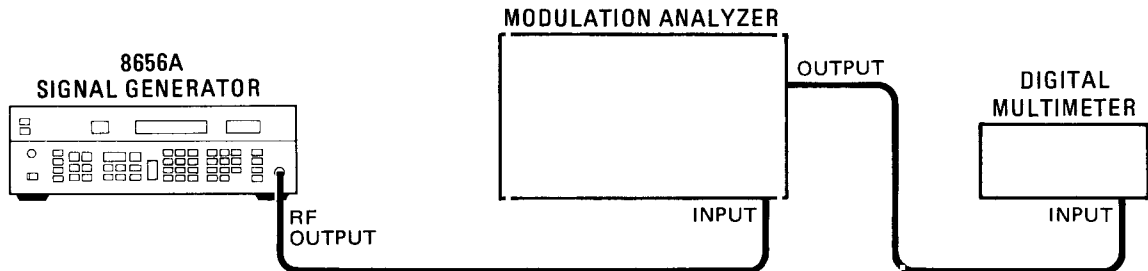 MODULATION ANALYZER
8656A
SIGNAL GENERATOR
OUTPUT
DIGITAL
MULTIMETER
RF
OUTPUT
INPUT
INPUT